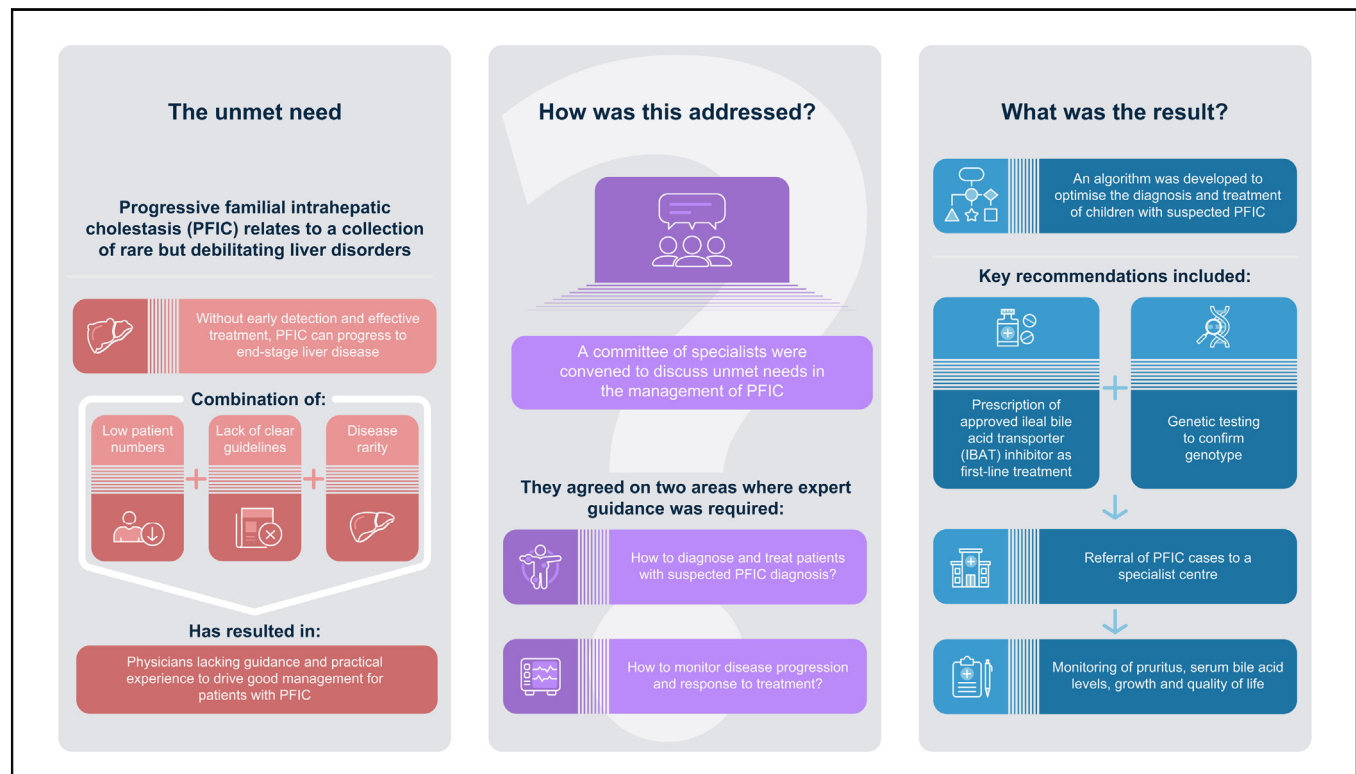 The unmet need
Progressive familial intrahepatic
cholestasis (PFIC) relates to a collection
of rare but debilitating liver disorders
Without early detection and effective
treatment, PFIC can progress to
end-stage liver disease
Combination of:
Low patient
numbers
Lack of clear
guidelines
Disease
rarity
Has resulted in:
Physicians lacking guidance and practical
experience to drive good management for
patients with PFIC
How was this addressed?
A committee of specialists were
convened to discuss unmet needs in
the management of PFIC
They agreed on two areas where expert
guidance was required:
How to diagnose and treat patients
with suspected PFIC diagnosis?
How to monitor disease progression
and response to treatment?
What was the result?
An algorithm was developed to
optimise the diagnosis and treatment
of children with suspected PFIC
Key recommendations included:
Prescription of
approved ileal bile
acid transporter
(IBAT) inhibitor as
first-line treatment
Genetic testing
to confirm
genotype
Referral of PFIC cases to a
specialist centre
Monitoring of pruritus, serum bile acid
levels, growth and quality of life